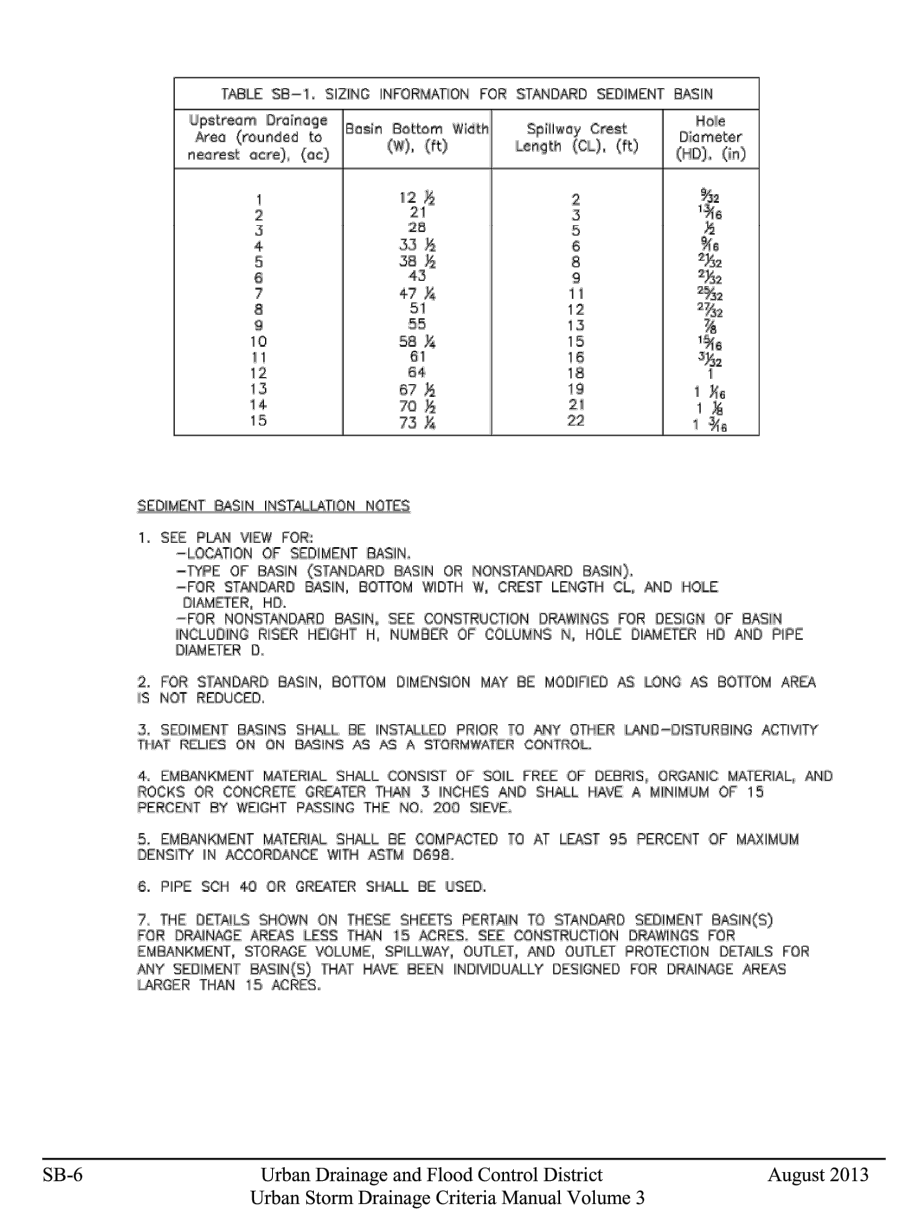 TABLE SB-1. SIZING INFORMATION FOR STANDARD SEDIMENT BASIN
Upstream Drainage Area (rounded to nearest acre), (ac) | Basin Bottom Width (W), (ft) | Spillway Crest Length (CL), (ft) | Hole Diameter (HD), (in)
1 | 12 ½ | 2 | 9/32
2 | 21 | 3 | 13/16
3 | 28 | 5 | ½
4 | 33 ½ | 6 | 9/16
5 | 38 ½ | 8 | 21/32
6 | 43 | 9 | 21/32
7 | 47 ¼ | 11 | 25/32
8 | 51 | 12 | 27/32
9 | 55 | 13 | 7/8
10 | 58 ¼ | 15 | 15/16
11 | 61 | 16 | 31/32
12 | 64 | 18 | 1
13 | 67 ½ | 19 | 1 1/16
14 | 70 ½ | 21 | 1 1/8
15 | 73 ¼ | 22 | 1 3/16
SEDIMENT BASIN INSTALLATION NOTES
1. SEE PLAN VIEW FOR:
-LOCATION OF SEDIMENT BASIN.
-TYPE OF BASIN (STANDARD BASIN OR NONSTANDARD BASIN).
-FOR STANDARD BASIN, BOTTOM WIDTH W, CREST LENGTH CL, AND HOLE
DIAMETER, HD.
-FOR NONSTANDARD BASIN, SEE CONSTRUCTION DRAWINGS FOR DESIGN OF BASIN
INCLUDING RISER HEIGHT H, NUMBER OF COLUMNS N, HOLE DIAMETER HD AND PIPE
DIAMETER D.
2. FOR STANDARD BASIN, BOTTOM DIMENSION MAY BE MODIFIED AS LONG AS BOTTOM AREA
IS NOT REDUCED.
3. SEDIMENT BASINS SHALL BE INSTALLED PRIOR TO ANY OTHER LAND-DISTURBING ACTIVITY
THAT RELIES ON ON BASINS AS AS A STORMWATER CONTROL.
4. EMBANKMENT MATERIAL SHALL CONSIST OF SOIL FREE OF DEBRIS, ORGANIC MATERIAL, AND
ROCKS OR CONCRETE GREATER THAN 3 INCHES AND SHALL HAVE A MINIMUM OF 15
PERCENT BY WEIGHT PASSING THE NO. 200 SIEVE.
5. EMBANKMENT MATERIAL SHALL BE COMPACTED TO AT LEAST 95 PERCENT OF MAXIMUM
DENSITY IN ACCORDANCE WITH ASTM D698.
6. PIPE SCH 40 OR GREATER SHALL BE USED.
7. THE DETAILS SHOWN ON THESE SHEETS PERTAIN TO STANDARD SEDIMENT BASIN(S)
FOR DRAINAGE AREAS LESS THAN 15 ACRES. SEE CONSTRUCTION DRAWINGS FOR
EMBANKMENT, STORAGE VOLUME, SPILLWAY, OUTLET, AND OUTLET PROTECTION DETAILS FOR
ANY SEDIMENT BASIN(S) THAT HAVE BEEN INDIVIDUALLY DESIGNED FOR DRAINAGE AREAS
LARGER THAN 15 ACRES.
SB-6 Urban Drainage and Flood Control District August 2013
Urban Storm Drainage Criteria Manual Volume 3